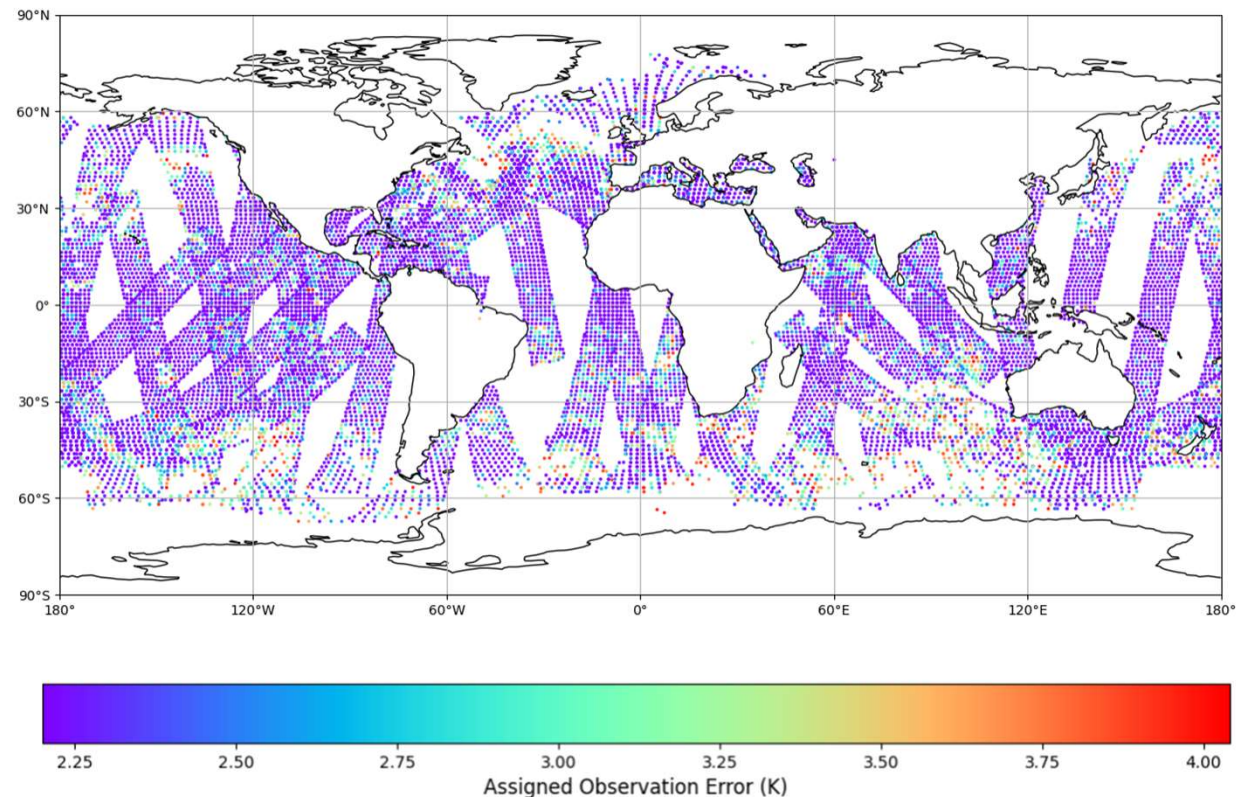 90°N
60°N
30°N
0°
30°S
60°S
90°S
180° 120°W 60°W 0° 60°E 120°E 180°
2.25 2.50 2.75 3.00 3.25 3.50 3.75 4.00
Assigned Observation Error (K)